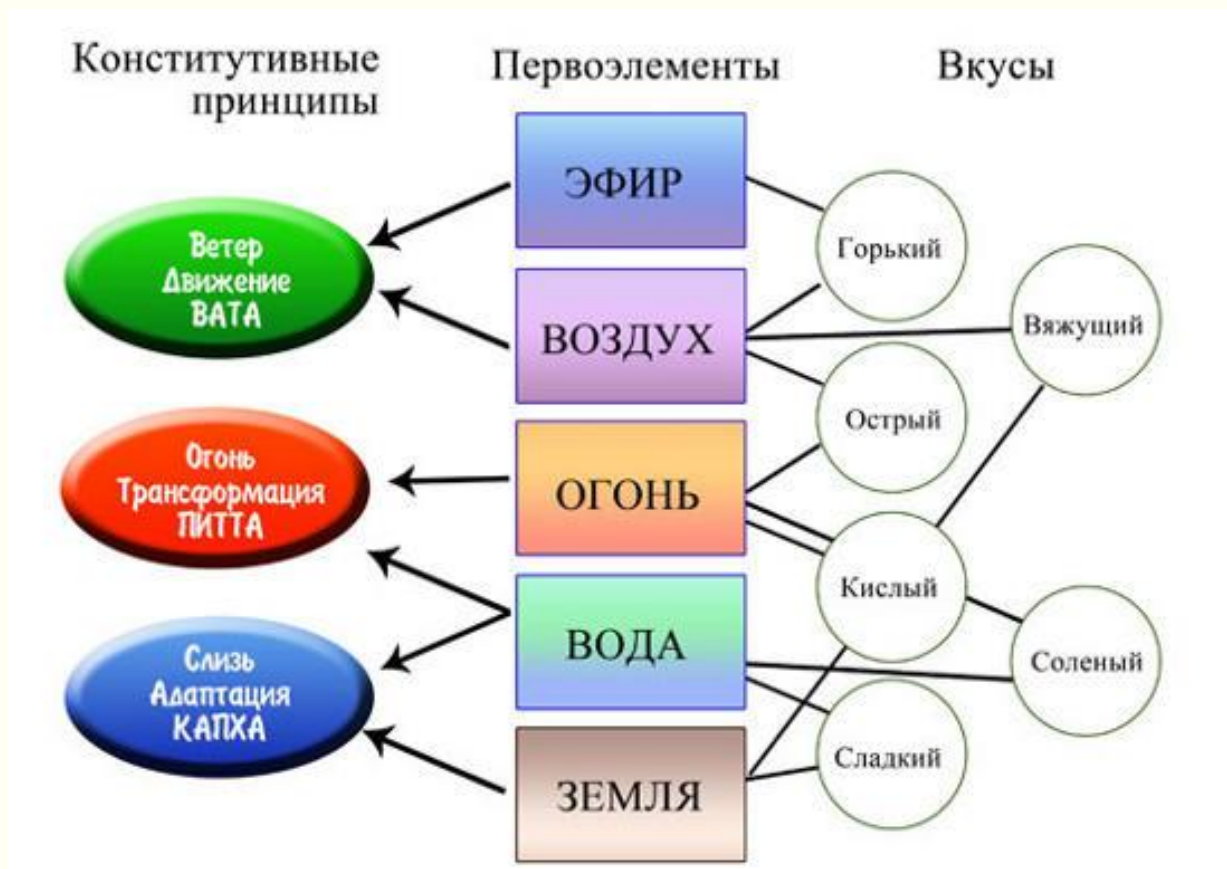 Конститутивные
принципы
Первоэлементы
Вкусы
Ветер
Движение
ВАТА
Огонь
Трансформация
ПИТТА
Слизь
Адаптация
КАПХА
ЭФИР
ВОЗДУХ
ОГОНЬ
ВОДА
ЗЕМЛЯ
Горький
Вяжущий
Острый
Кислый
Соленый
Сладкий